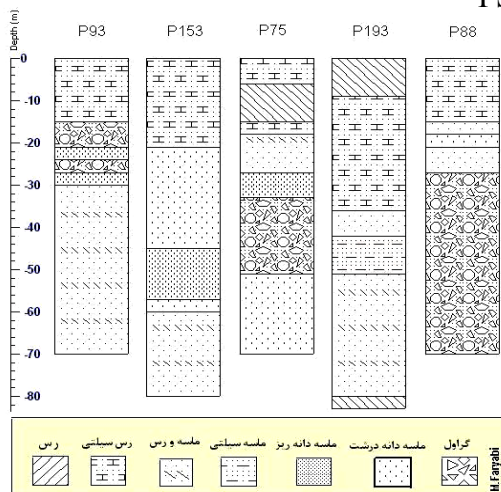 P93 P153 P75 P193 P88
Depth (m)
0
-10
-20
-30
-40
-50
-60
-70
-80
رس رس سیلتی ماسه و رس ماسه سیلتی ماسه دانه ریز ماسه دانه درشت گراول
H.Faryabi